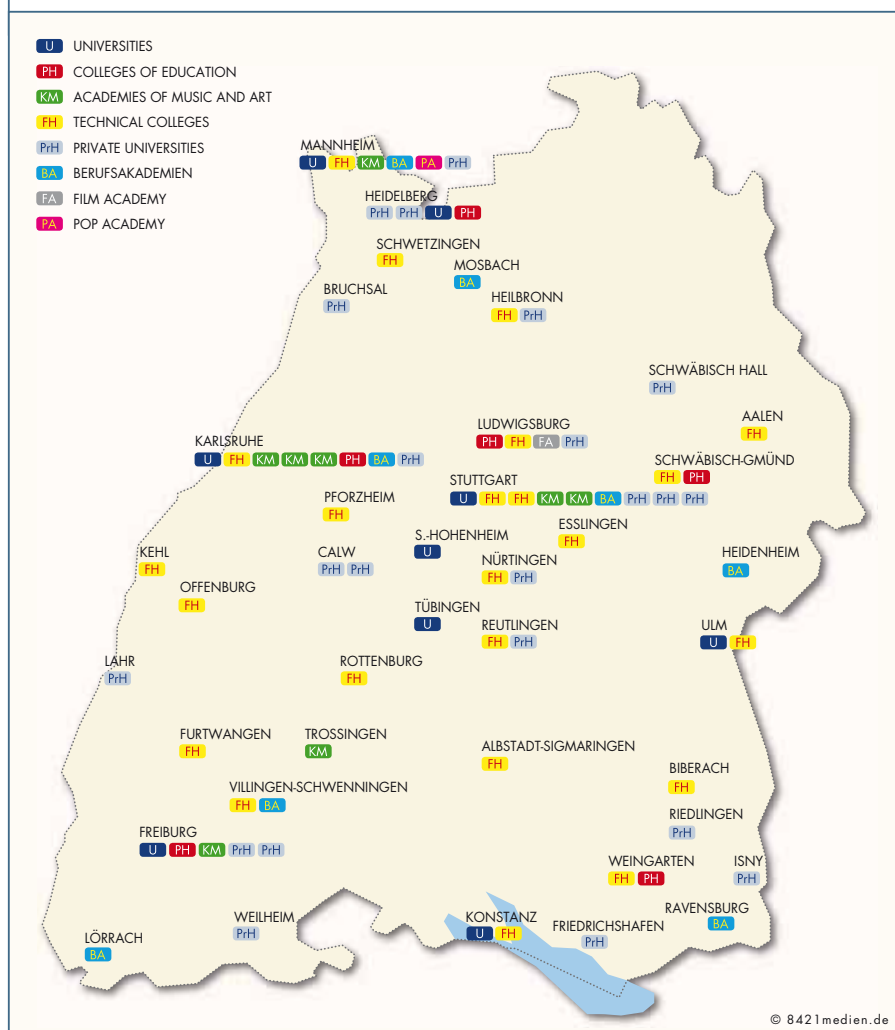 U UNIVERSITIES
PH COLLEGES OF EDUCATION
KM ACADEMIES OF MUSIC AND ART
FH TECHNICAL COLLEGES
PrH PRIVATE UNIVERSITIES
BA BERUFSAKADEMIEN
FA FILM ACADEMY
PA POP ACADEMY
MANNHEIM
U FH KM BA PA PrH
HEIDELBERG
PrH PrH U PH
SCHWETZINGEN
FH
MOSBACH
BA
BRUCHSAL
PrH
HEILBRONN
FH PrH
SCHWÄBISCH HALL
PrH
AALEN
FH
LUDWIGSBURG
PH FH FA PrH
KARLSRUHE
U FH KM KM KM PH BA PrH
SCHWÄBISCH-GMÜND
FH PH
STUTTGART
U FH FH KM KM BA PrH PrH PrH
PFORZHEIM
FH
ESSLINGEN
FH
S.-HOHENHEIM
U
KEHL
FH
CALW
PrH PrH
NÜRTINGEN
FH PrH
HEIDENHEIM
BA
OFFENBURG
FH
TÜBINGEN
U
REUTLINGEN
FH PrH
ULM
U FH
LAHR
PrH
ROTTENBURG
FH
FURTWANGEN
FH
TROSSINGEN
KM
ALBSTADT-SIGMARINGEN
FH
BIBERACH
FH
VILLINGEN-SCHWENNINGEN
FH BA
RIEDLINGEN
PrH
FREIBURG
U PH KM PrH PrH
WEINGARTEN
FH PH
ISNY
PrH
RAVENSBURG
BA
WEILHEIM
PrH
KONSTANZ
U FH
FRIEDRICHSHAFEN
PrH
LÖRRACH
BA
© 8421medien.de